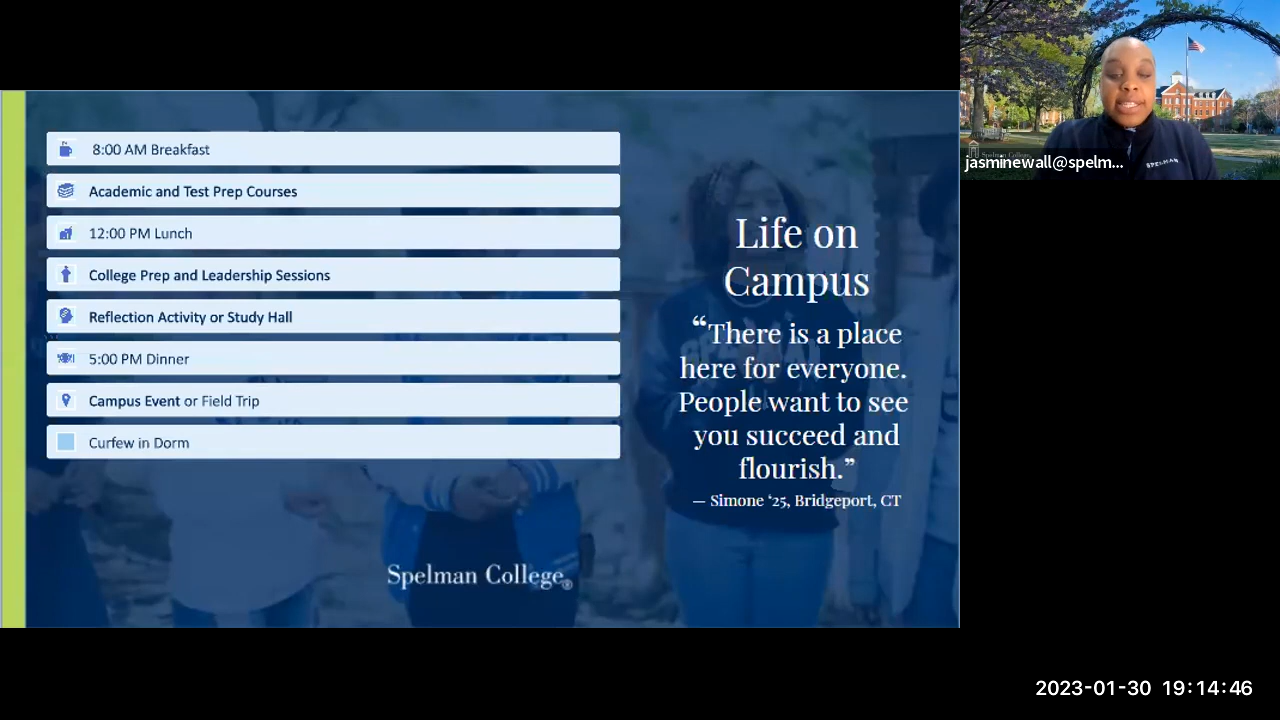 8:00 AM Breakfast
Academic and Test Prep Courses
12:00 PM Lunch
College Prep and Leadership Sessions
Reflection Activity or Study Hall
5:00 PM Dinner
Campus Event or Field Trip
Curfew in Dorm
Life on
Campus
“There is a place
here for everyone.
People want to see
you succeed and
flourish.”
— Simone ‘25, Bridgeport, CT
Spelman College®
Spelman College
SPELMAN
jasminewall@spelm...
2023-01-30 19:14:46